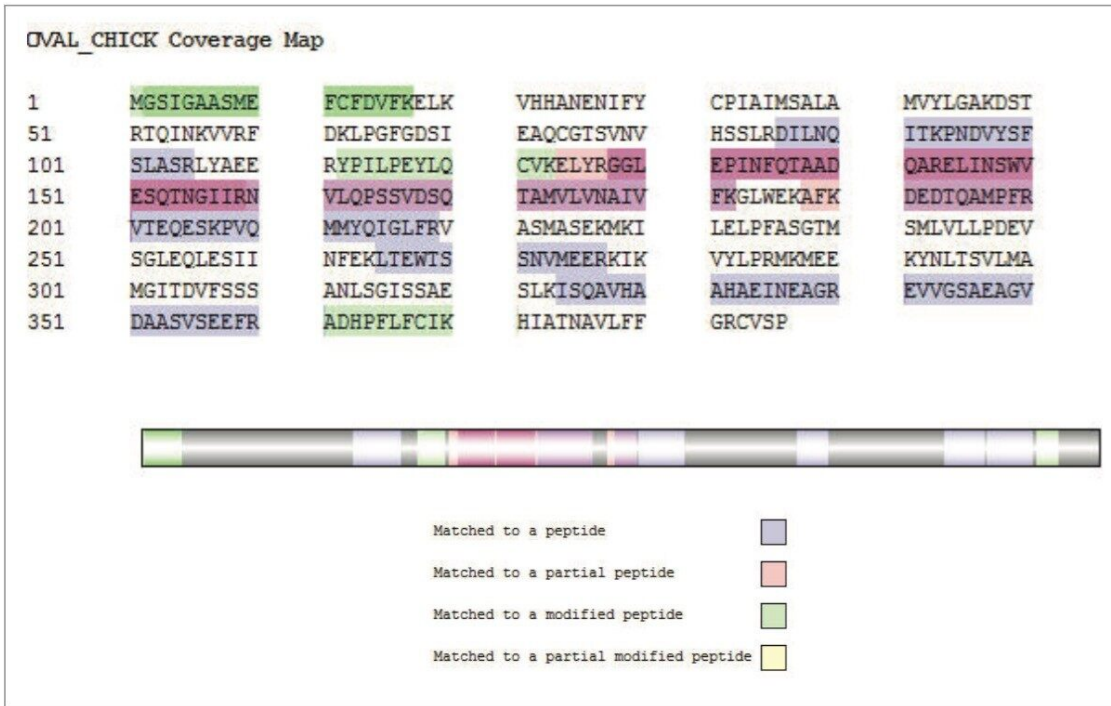 OVAL_CHICK Coverage Map
1 MGSIGAASME FCFDVFKELK VHHANENIFY CPIAIMSALA MVYLGAKDST
51 RTQINKVVRF DKLPGFGDSI EAQCGTSVNV HSSLRDILNQ ITKPNDVYSF
101 SLASRLYAEE RYPILPEYLQ CVKELYRGGL EPINFQTAAD QARELINSWV
151 ESQTNGIIRN VLQPSSVDSQ TAMVLVNAIV FKGLWEKAFK DEDTQAMPFR
201 VTEQESKPVQ MMYQIGLFRV ASMASEKMKI LELPFASGTM SMLVLLPDEV
251 SGLEQLESII NFEKLTEWTS SNVMEERKIK VYLPRMKMEE KYNLTSVLMA
301 MGITDVFSSS ANLSGISSAE SLKISQAVHA AHAEINEAGR EVVGSAEAGV
351 DAASVSEEFR ADHPFLFCIK HIATNAVLFF GRCVSP
Matched to a peptide
Matched to a partial peptide
Matched to a modified peptide
Matched to a partial modified peptide